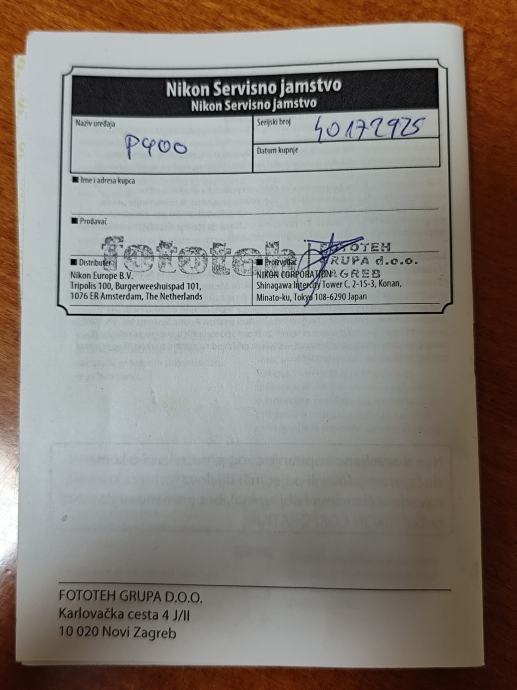 Nikon Servisno jamstvo
Nikon Servisno jamstvo
Naziv uređaja
P900
Serijski broj
40172925
Datum kupnje
Ime i adresa kupca
Prodavač
fototeh
FOTOTEH
GRUPA d.o.o.
ZAGREB
Distributer
Nikon Europe B.V.
Tripolis 100, Burgerweeshuispad 101,
1076 ER Amsterdam, The Netherlands
Proizvođač
NIKON CORPORATION
Shinagawa Intercity Tower C, 2-15-3, Konan,
Minato-ku, Tokyo 108-6290 Japan
FOTOTEH GRUPA D.O.O.
Karlovačka cesta 4 J/II
10 020 Novi Zagreb